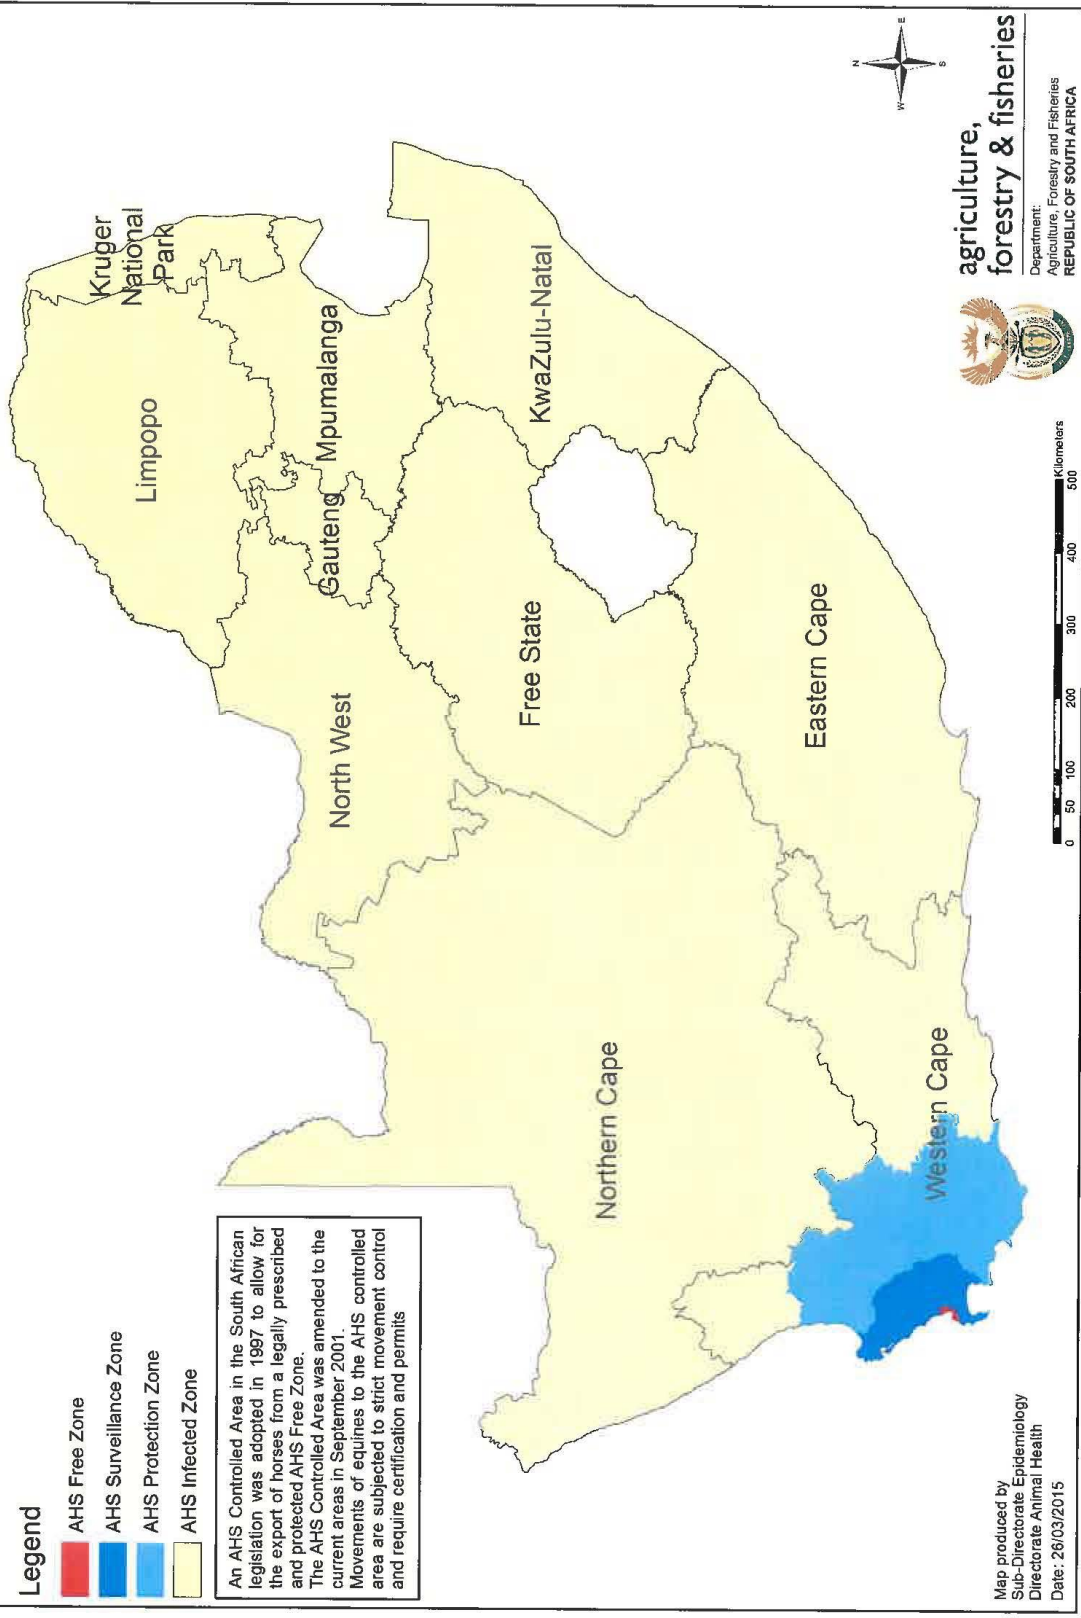 Legend
AHS Free Zone
AHS Surveillance Zone
AHS Protection Zone
AHS Infected Zone
An AHS Controlled Area in the South African
legislation was adopted in 1997 to allow for
the export of horses from a legally prescribed
and protected AHS Free Zone.
The AHS Controlled Area was amended to the
current areas in September 2001.
Movements of equines to the AHS controlled
area are subjected to strict movement control
and require certification and permits
Limpopo
Kruger
National
Park
North West
Gauteng
Mpumalanga
Free State
KwaZulu-Natal
Northern Cape
Eastern Cape
Western Cape
N
W
E
S
Map produced by
Sub-Directorate Epidemiology
Directorate Animal Health
Date: 26/03/2015
Kilometers
0 50 100 200 300 400 500
agriculture,
forestry & fisheries
Department:
Agriculture, Forestry and Fisheries
REPUBLIC OF SOUTH AFRICA